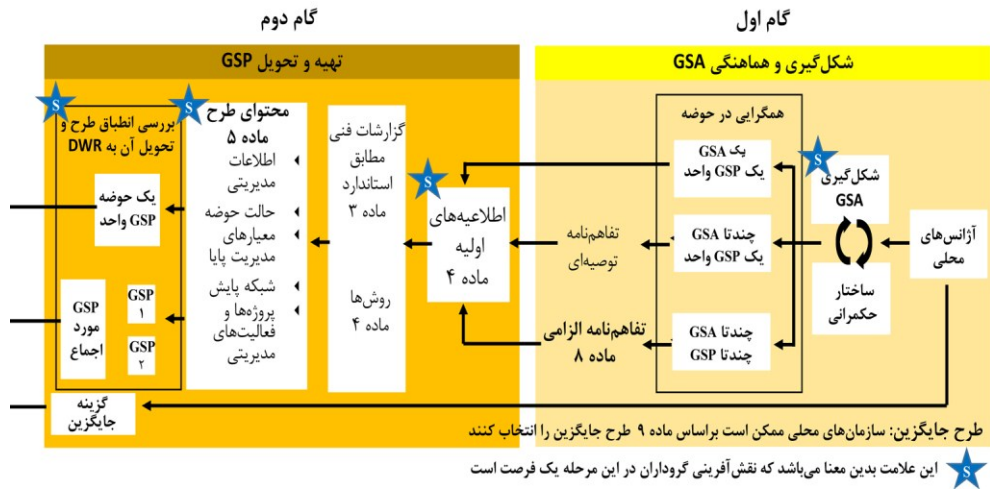 گام اول
شکل‌گیری و هماهنگی GSA
آژانس‌های
محلی
S
شکل‌گیری
GSA
ساختار
حکمرانی
همگرایی در حوضه
یک GSA
یک GSP واحد
چندتا GSA
یک GSP واحد
چندتا GSA
چندتا GSP
تفاهم‌نامه
توصیه‌ای
تفاهم‌نامه الزامی
ماده ۸
گام دوم
تهیه و تحویل GSP
S
اطلاعیه‌های
اولیه
ماده ۴
گزارشات فنی
مطابق
استاندارد
ماده ۳
روش‌ها
ماده ۴
S
محتوای طرح
ماده ۵
اطلاعات
مدیریتی
حالت حوضه
معیارهای
مدیریت پایا
شبکه پایش
پروژه‌ها و
فعالیت‌های
مدیریتی
S
بررسی انطباق طرح و
تحویل آن به DWR
یک حوضه
GSP واحد
GSP
۱
GSP
۲
GSP
مورد
اجماع
گزینه
جایگزین
طرح جایگزین: سازمان‌های محلی ممکن است براساس ماده ۹ طرح جایگزین را انتخاب کنند
S این علامت بدین معنا می‌باشد که نقش‌آفرینی گروداران در این مرحله یک فرصت است